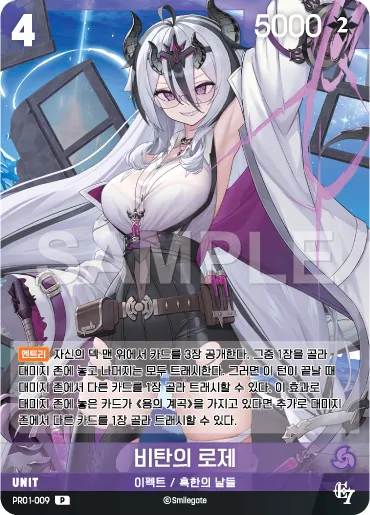 4
5000 2
SAMPLE
엔트리 자신의 덱 맨 위에서 카드를 3장 공개한다. 그중 1장을 골라
대미지 존에 놓고 나머지는 모두 트래시한다. 그러면 이 턴이 끝날 때
대미지 존에서 다른 카드를 1장 골라 트래시할 수 있다. 이 효과로
대미지 존에 놓은 카드가 《용의 계곡》을 가지고 있다면 추가로 대미지
존에서 다른 카드를 1장 골라 트래시할 수 있다.
비탄의 로제
UNIT
이펙트 / 혹한의 날들
PR01-009 P
©Smilegate